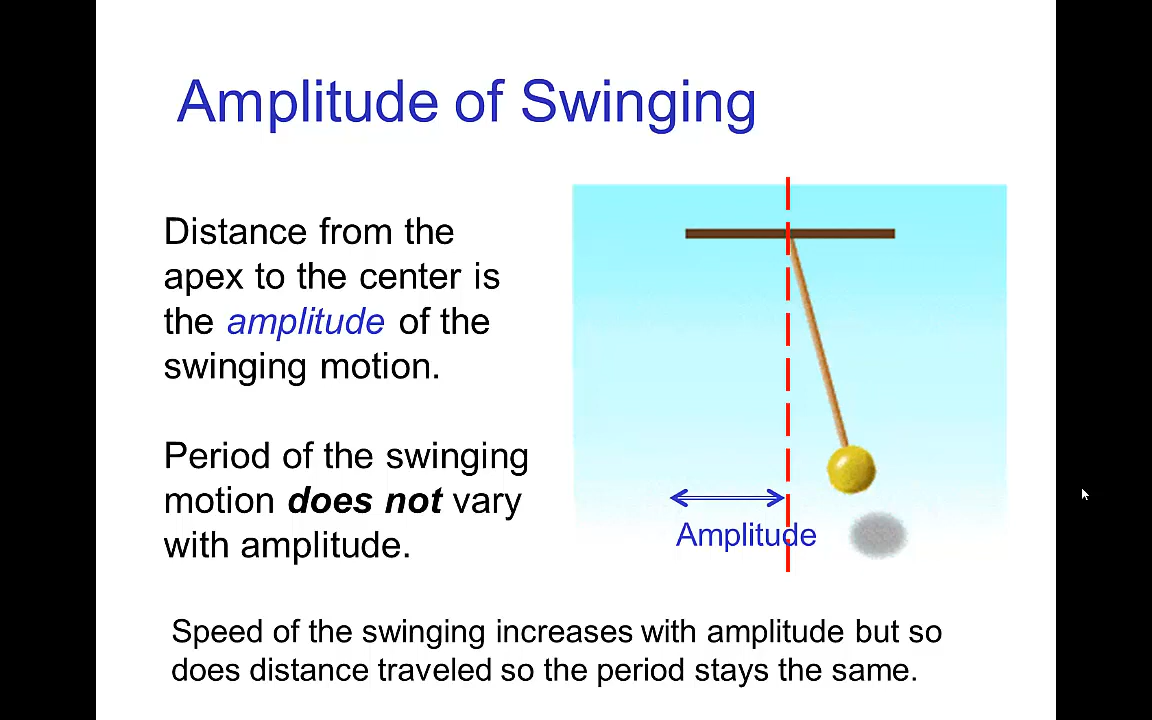 Amplitude of Swinging
Distance from the
apex to the center is
the amplitude of the
swinging motion.
Period of the swinging
motion does not vary
with amplitude.
Amplitude
Speed of the swinging increases with amplitude but so
does distance traveled so the period stays the same.